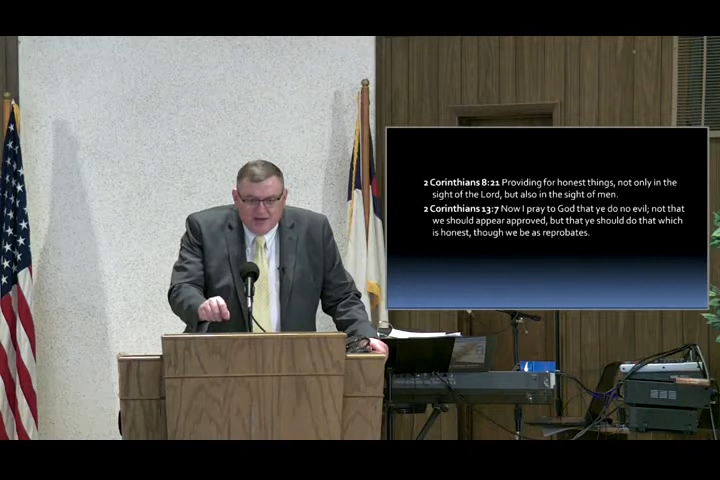 2 Corinthians 8:21 Providing for honest things, not only in the
sight of the Lord, but also in the sight of men.
2 Corinthians 13:7 Now I pray to God that ye do no evil; not that
we should appear approved, but that ye should do that which
is honest, though we be as reprobates.